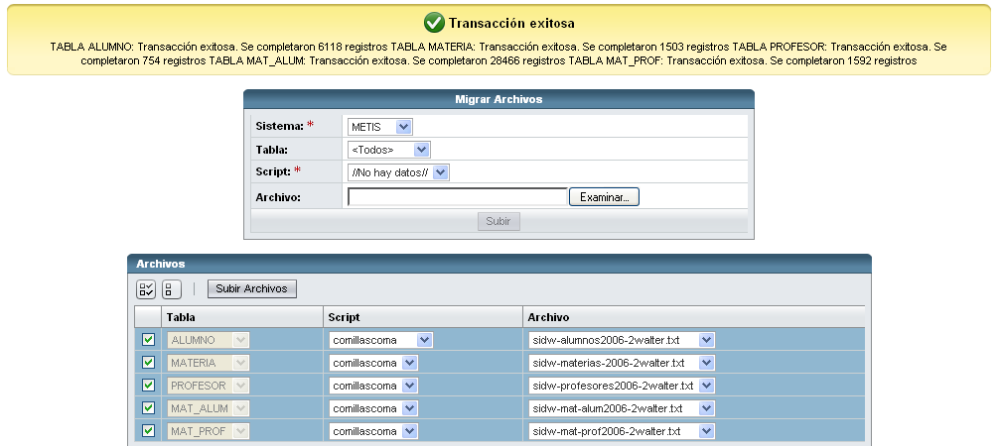 Transacción exitosa
TABLA ALUMNO: Transacción exitosa. Se completaron 6118 registros TABLA MATERIA: Transacción exitosa. Se completaron 1503 registros TABLA PROFESOR: Transacción exitosa. Se
completaron 754 registros TABLA MAT_ALUM: Transacción exitosa. Se completaron 28466 registros TABLA MAT_PROF: Transacción exitosa. Se completaron 1592 registros
Migrar Archivos
Sistema: * METIS
Tabla: <Todos>
Script: * //No hay datos//
Archivo: Examinar...
Subir
Archivos
Subir Archivos
Tabla Script Archivo
ALUMNO comillascoma sidw-alumnos2006-2walter.txt
MATERIA comillascoma sidw-materias-2006-2walter.txt
PROFESOR comillascoma sidw-profesores2006-2walter.txt
MAT_ALUM comillascoma sidw-mat-alum2006-2walter.txt
MAT_PROF comillascoma sidw-mat-prof2006-2walter.txt